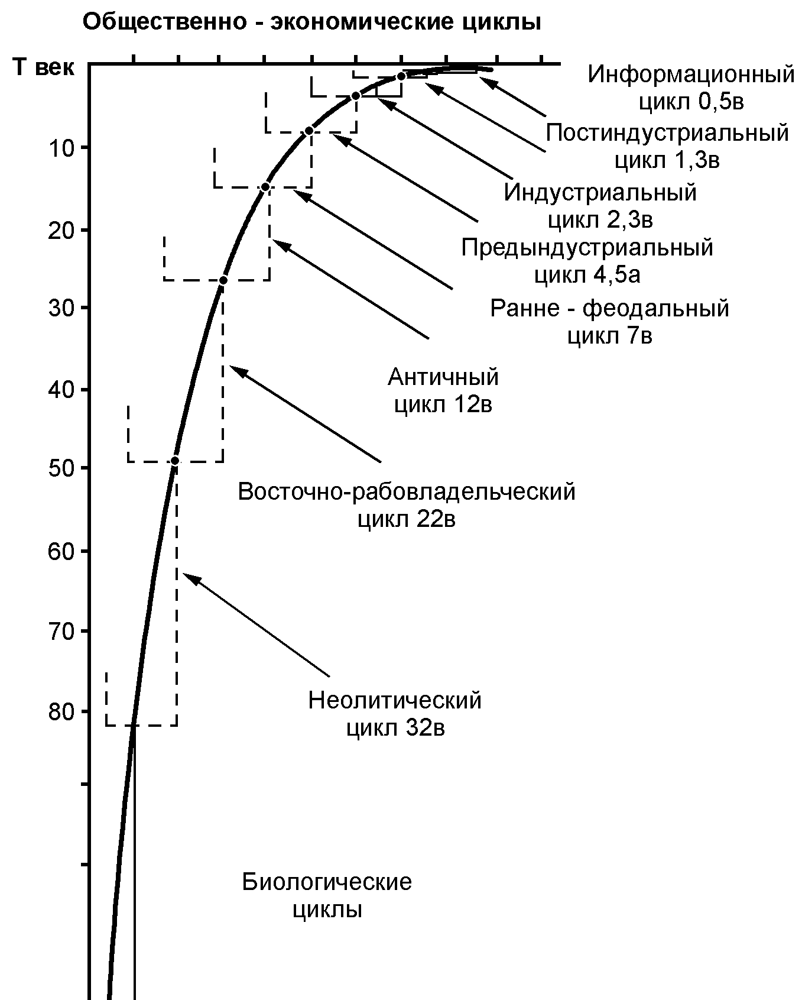 Общественно - экономические циклы
Т век
Информационный
цикл 0,5в
Постиндустриальный
цикл 1,3в
Индустриальный
цикл 2,3в
Предындустриальный
цикл 4,5а
Ранне - феодальный
цикл 7в
Античный
цикл 12в
Восточно-рабовладельческий
цикл 22в
Неолитический
цикл 32в
Биологические
циклы
10
20
30
40
50
60
70
80